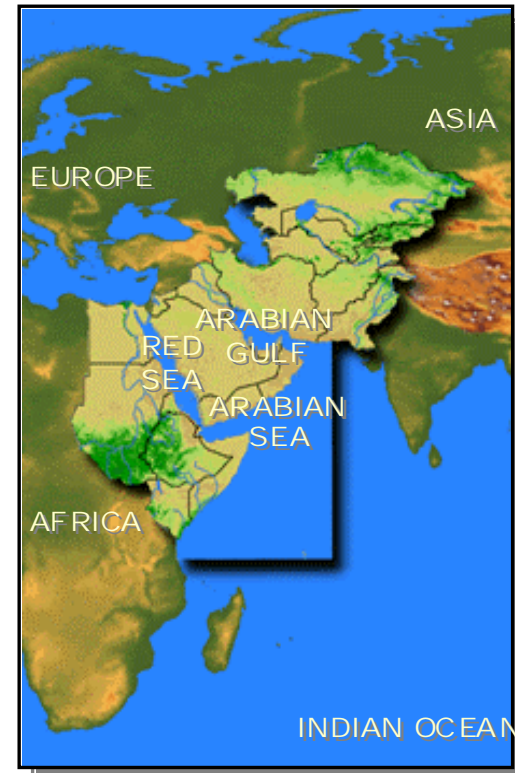 ASIA
EUROPE
ARABIAN
GULF
RED
SEA
ARABIAN
SEA
AFRICA
INDIAN OCEAN